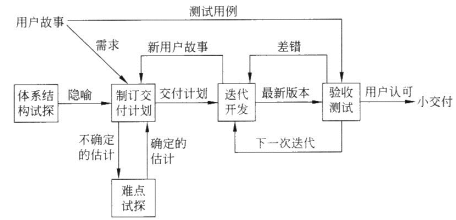 测试用例
用户故事
需求
新用户故事
差错
体系结
构试探
隐喻
制订交
付计划
交付计划
迭代
开发
最新版本
验收
测试
用户认可
小交付
不确定
的估计
确定的
估计
下一次迭代
难点
试探